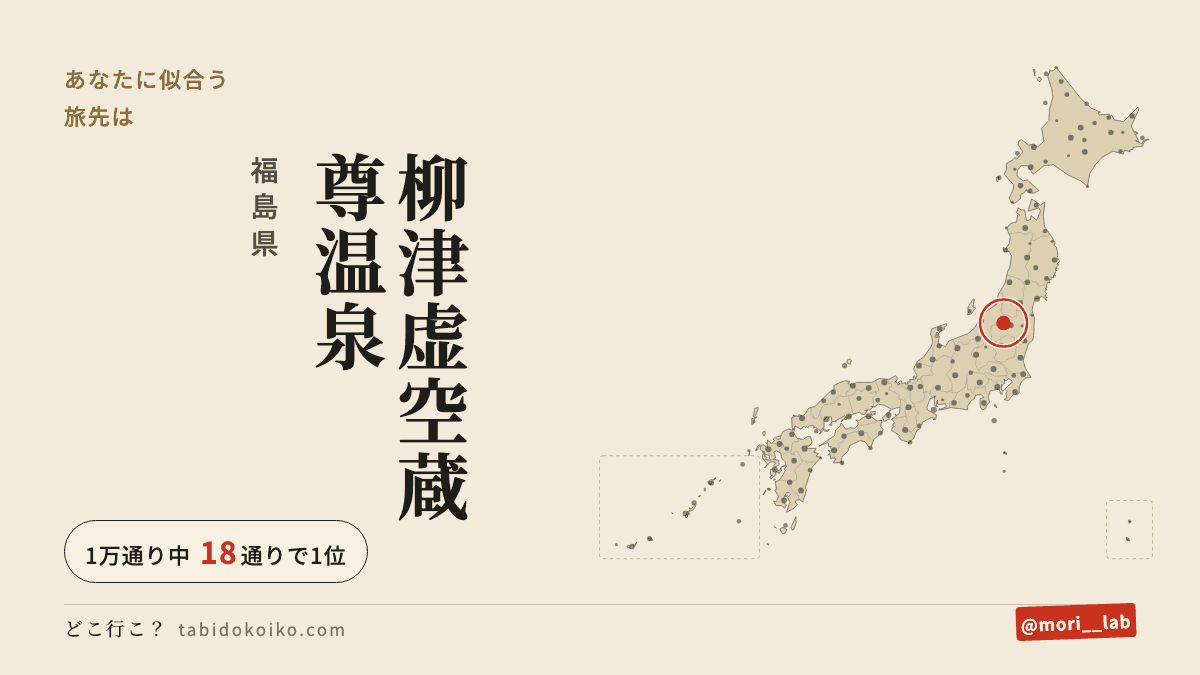 あなたに似合う
旅先は
柳津虚空蔵
尊温泉
福島県
1万通り中 18通りで1位
どこ行こ? tabidokoiko.com
@mori__lab